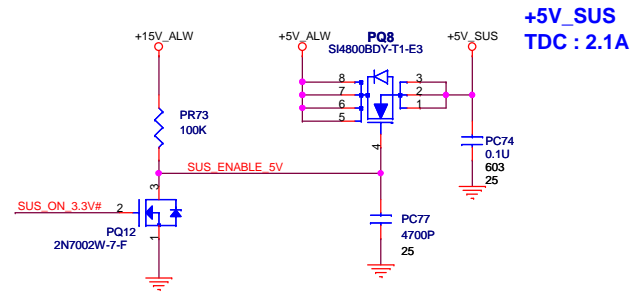 +5V_SUS
TDC : 2.1A
+15V_ALW
+5V_ALW
PQ8
SI4800BDY-T1-E3
+5V_SUS
8
7
6
5
3
2
1
4
PR73
100K
PC74
0.1U
603
25
SUS_ENABLE_5V
SUS_ON_3.3V#
2
3
1
PQ12
2N7002W-7-F
PC77
4700P
25